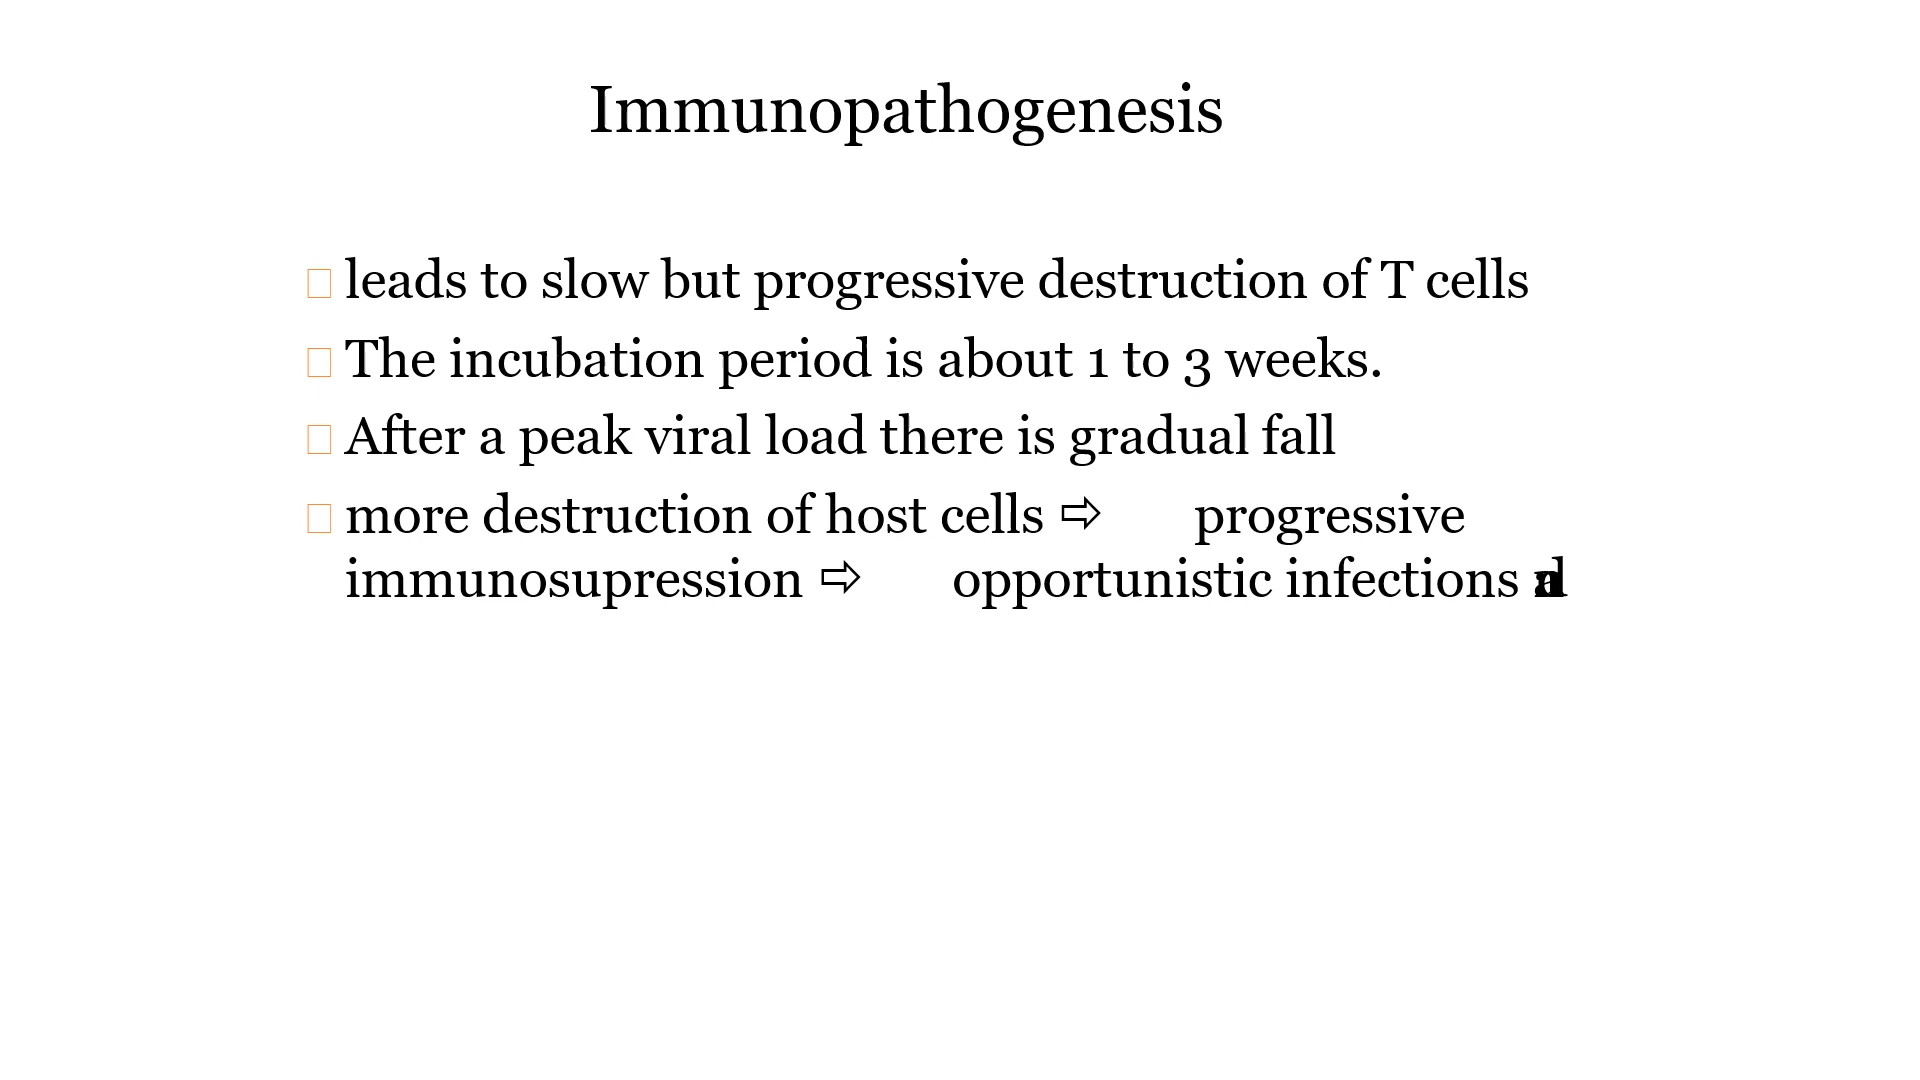 Immunopathogenesis
leads to slow but progressive destruction of T cells
The incubation period is about 1 to 3 weeks.
After a peak viral load there is gradual fall
more destruction of host cells ⇨ progressive
immunosupression ⇨ opportunistic infections